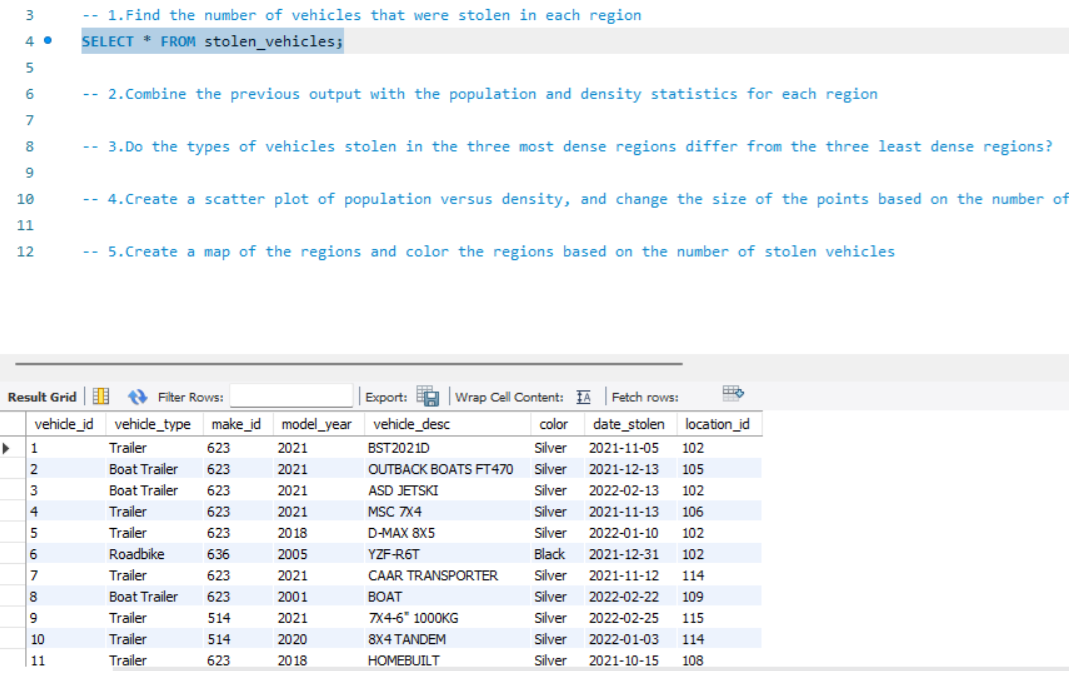 3 -- 1.Find the number of vehicles that were stolen in each region
4 SELECT * FROM stolen_vehicles;
5
6 -- 2.Combine the previous output with the population and density statistics for each region
7
8 -- 3.Do the types of vehicles stolen in the three most dense regions differ from the three least dense regions?
9
10 -- 4.Create a scatter plot of population versus density, and change the size of the points based on the number of
11
12 -- 5.Create a map of the regions and color the regions based on the number of stolen vehicles
Result Grid Filter Rows: Export: Wrap Cell Content: IA Fetch rows:
vehicle_id vehicle_type make_id model_year vehicle_desc color date_stolen location_id
1 Trailer 623 2021 BST2021D Silver 2021-11-05 102
2 Boat Trailer 623 2021 OUTBACK BOATS FT470 Silver 2021-12-13 105
3 Boat Trailer 623 2021 ASD JETSKI Silver 2022-02-13 102
4 Trailer 623 2021 MSC 7X4 Silver 2021-11-13 106
5 Trailer 623 2018 D-MAX 8X5 Silver 2022-01-10 102
6 Roadbike 636 2005 YZF-R6T Black 2021-12-31 102
7 Trailer 623 2021 CAAR TRANSPORTER Silver 2021-11-12 114
8 Boat Trailer 623 2001 BOAT Silver 2022-02-22 109
9 Trailer 514 2021 7X4-6" 1000KG Silver 2022-02-25 115
10 Trailer 514 2020 8X4 TANDEM Silver 2022-01-03 114
11 Trailer 623 2018 HOMEBUILT Silver 2021-10-15 108